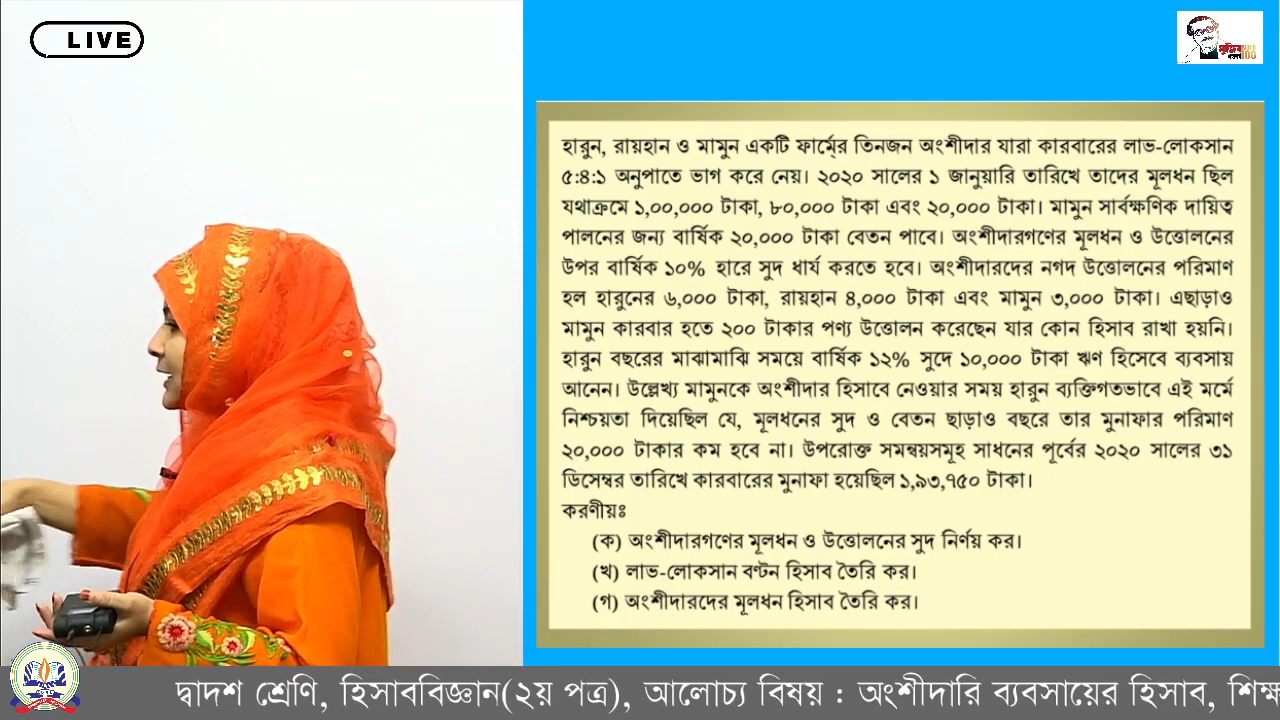 LIVE
হারুন, রায়হান ও মামুন একটি ফার্মের তিনজন অংশীদার যারা কারবারের লাভ-লোকসান
৫:৪:১ অনুপাতে ভাগ করে নেয়। ২০২০ সালের ১ জানুয়ারি তারিখে তাদের মূলধন ছিল
যথাক্রমে ১,০০,০০০ টাকা, ৮০,০০০ টাকা এবং ২০,০০০ টাকা। মামুন সার্বক্ষণিক দায়িত্ব
পালনের জন্য বার্ষিক ২০,০০০ টাকা বেতন পাবে। অংশীদারগণের মূলধন ও উত্তোলনের
উপর বার্ষিক ১০% হারে সুদ ধার্য করতে হবে। অংশীদারদের নগদ উত্তোলনের পরিমাণ
হল হারুনের ৬,০০০ টাকা, রায়হান ৪,০০০ টাকা এবং মামুন ৩,০০০ টাকা। এছাড়াও
মামুন কারবার হতে ২০০ টাকার পণ্য উত্তোলন করেছেন যার কোন হিসাব রাখা হয়নি।
হারুন বছরের মাঝামাঝি সময়ে বার্ষিক ১২% সুদে ১০,০০০ টাকা ঋণ হিসেবে ব্যবসায়
আনেন। উল্লেখ্য মামুনকে অংশীদার হিসাবে নেওয়ার সময় হারুন ব্যক্তিগতভাবে এই মর্মে
নিশ্চয়তা দিয়েছিল যে, মূলধনের সুদ ও বেতন ছাড়াও বছরে তার মুনাফার পরিমাণ
২০,০০০ টাকার কম হবে না। উপরোক্ত সমন্বয়সমূহ সাধনের পূর্বের ২০২০ সালের ৩১
ডিসেম্বর তারিখে কারবারের মুনাফা হয়েছিল ১,৯৩,৭৫০ টাকা।
করণীয়ঃ
(ক) অংশীদারগণের মূলধন ও উত্তোলনের সুদ নির্ণয় কর।
(খ) লাভ-লোকসান বণ্টন হিসাব তৈরি কর।
(গ) অংশীদারদের মূলধন হিসাব তৈরি কর।
দ্বাদশ শ্রেণি, হিসাববিজ্ঞান(২য় পত্র), আলোচ্য বিষয় : অংশীদারি ব্যবসায়ের হিসাব, শিক্ষ